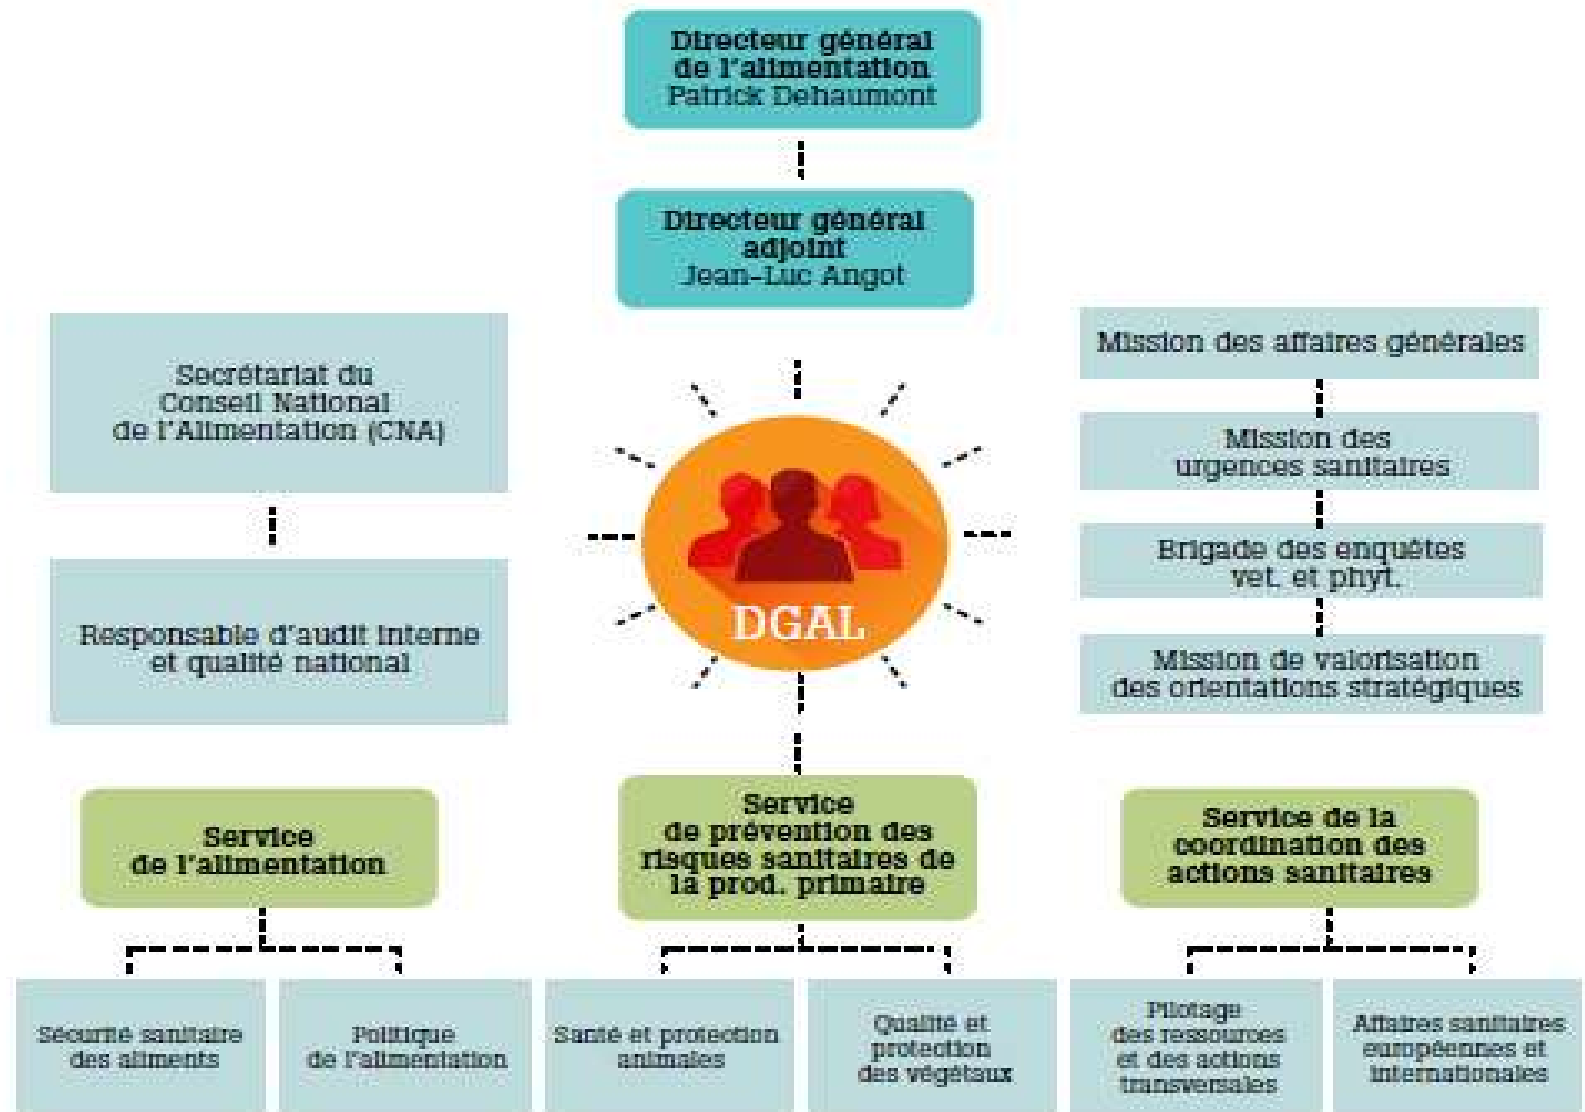 Directeur général
de l'alimentation
Patrick Dehaumont
Directeur général
adjoint
Jean-Luc Angot
Secrétariat du
Conseil National
de l'Alimentation (CNA)
Responsable d'audit interne
et qualité national
DGAL
Mission des affaires générales
Mission des
urgences sanitaires
Brigade des enquêtes
vet. et phyt.
Mission de valorisation
des orientations stratégiques
Service
de l'alimentation
Sécurité sanitaire
des aliments
Politique
de l'alimentation
Service
de prévention des
risques sanitaires de
la prod. primaire
Santé et protection
animales
Qualité et
protection
des végétaux
Service de la
coordination des
actions sanitaires
Pilotage
des ressources
et des actions
transversales
Affaires sanitaires
européennes et
internationales